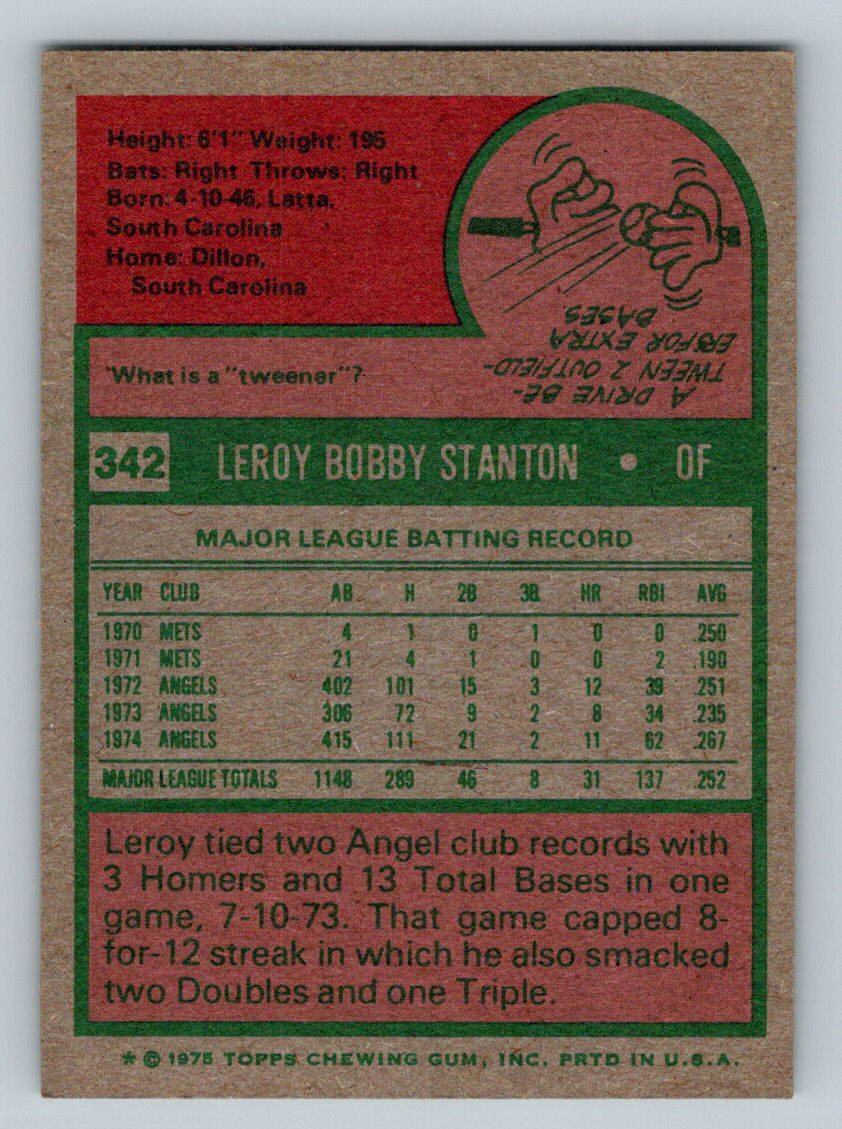 Height: 6'1" Weight: 195
Bats: Right Throws: Right
Born: 4-10-46, Latta,
South Carolina
Home: Dillon,
South Carolina
"What is a "tweener"?
A DRIVE BE-
TWEEN 2 OUTFIELD-
ERS FOR EXTRA
BASES.
342 LEROY BOBBY STANTON • OF
MAJOR LEAGUE BATTING RECORD
YEAR CLUB AB H 2B 3B HR RBI AVG
1970 METS 4 1 0 1 0 0 .250
1971 METS 21 4 1 0 0 2 .190
1972 ANGELS 402 101 15 3 12 39 .251
1973 ANGELS 306 72 9 2 8 34 .235
1974 ANGELS 415 111 21 2 11 62 .267
MAJOR LEAGUE TOTALS 1148 289 46 8 31 137 .252
Leroy tied two Angel club records with
3 Homers and 13 Total Bases in one
game, 7-10-73. That game capped 8-
for-12 streak in which he also smacked
two Doubles and one Triple.
* © 1975 TOPPS CHEWING GUM, INC. PRTD IN U.S.A.